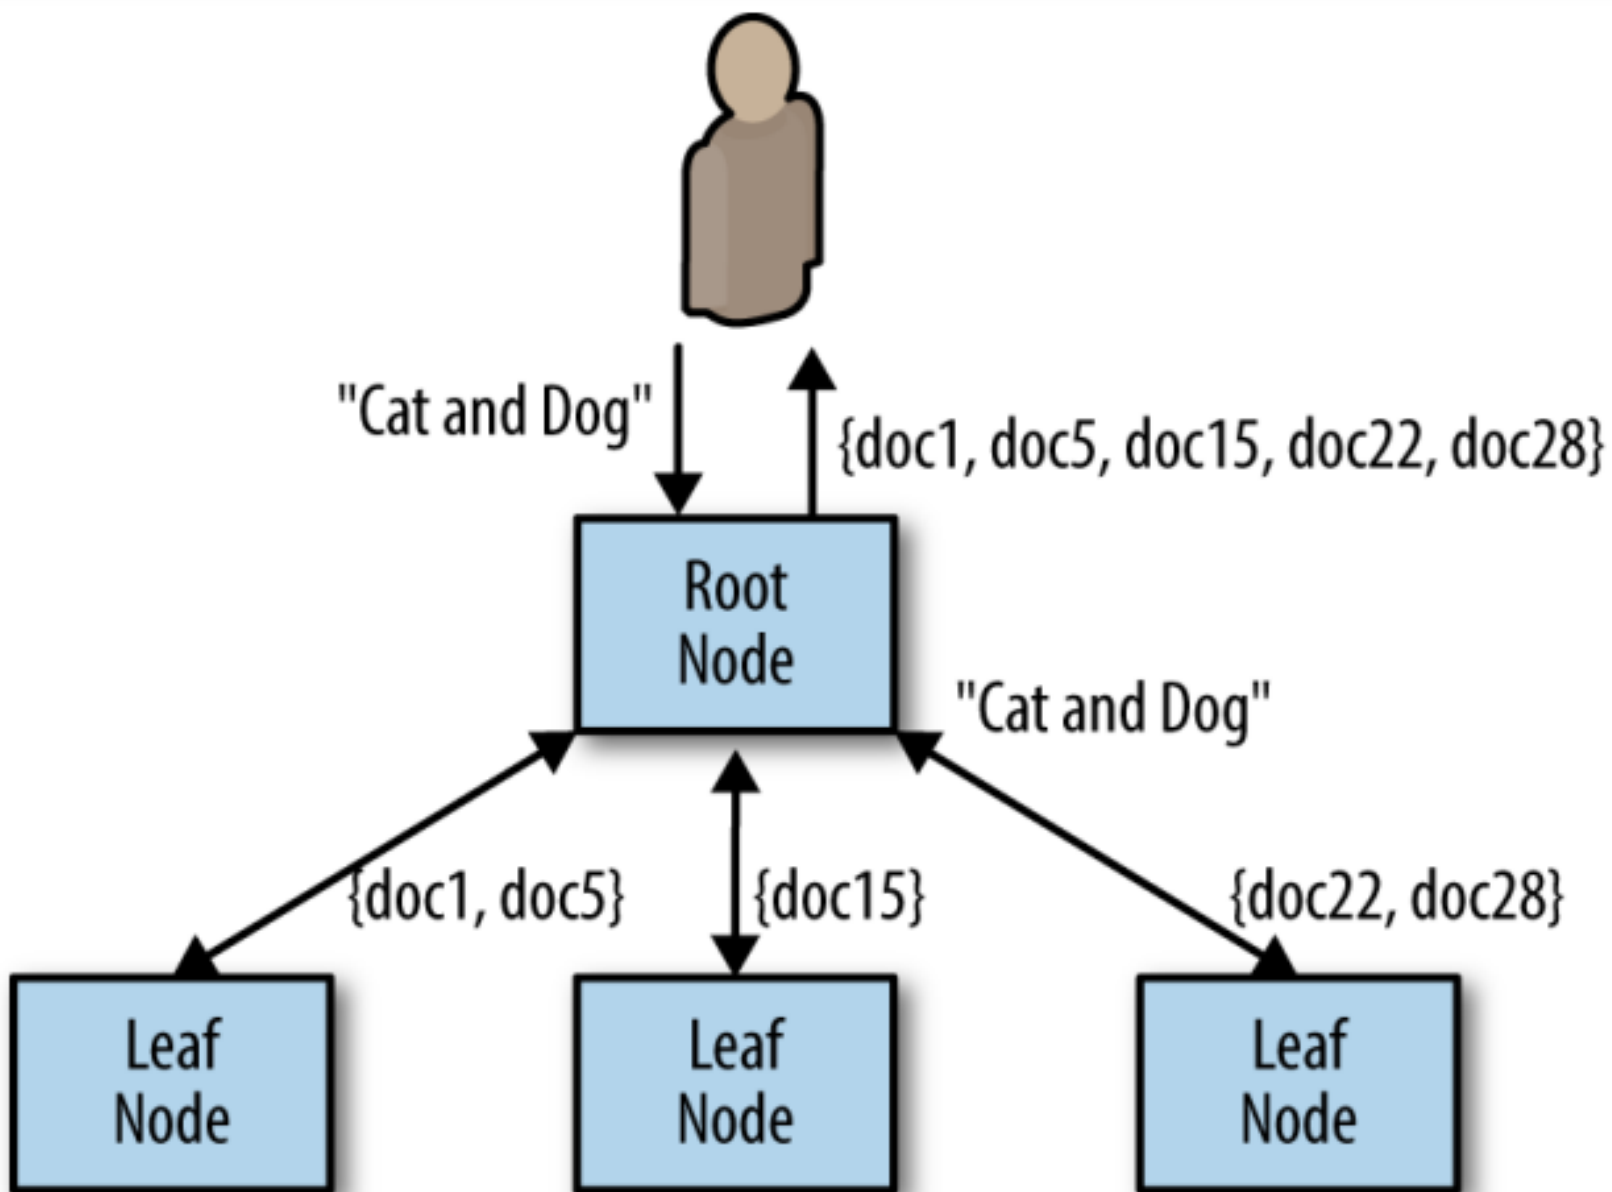 "Cat and Dog"
{doc1, doc5, doc15, doc22, doc28}
Root
Node
"Cat and Dog"
{doc1, doc5}
{doc15}
{doc22, doc28}
Leaf
Node
Leaf
Node
Leaf
Node